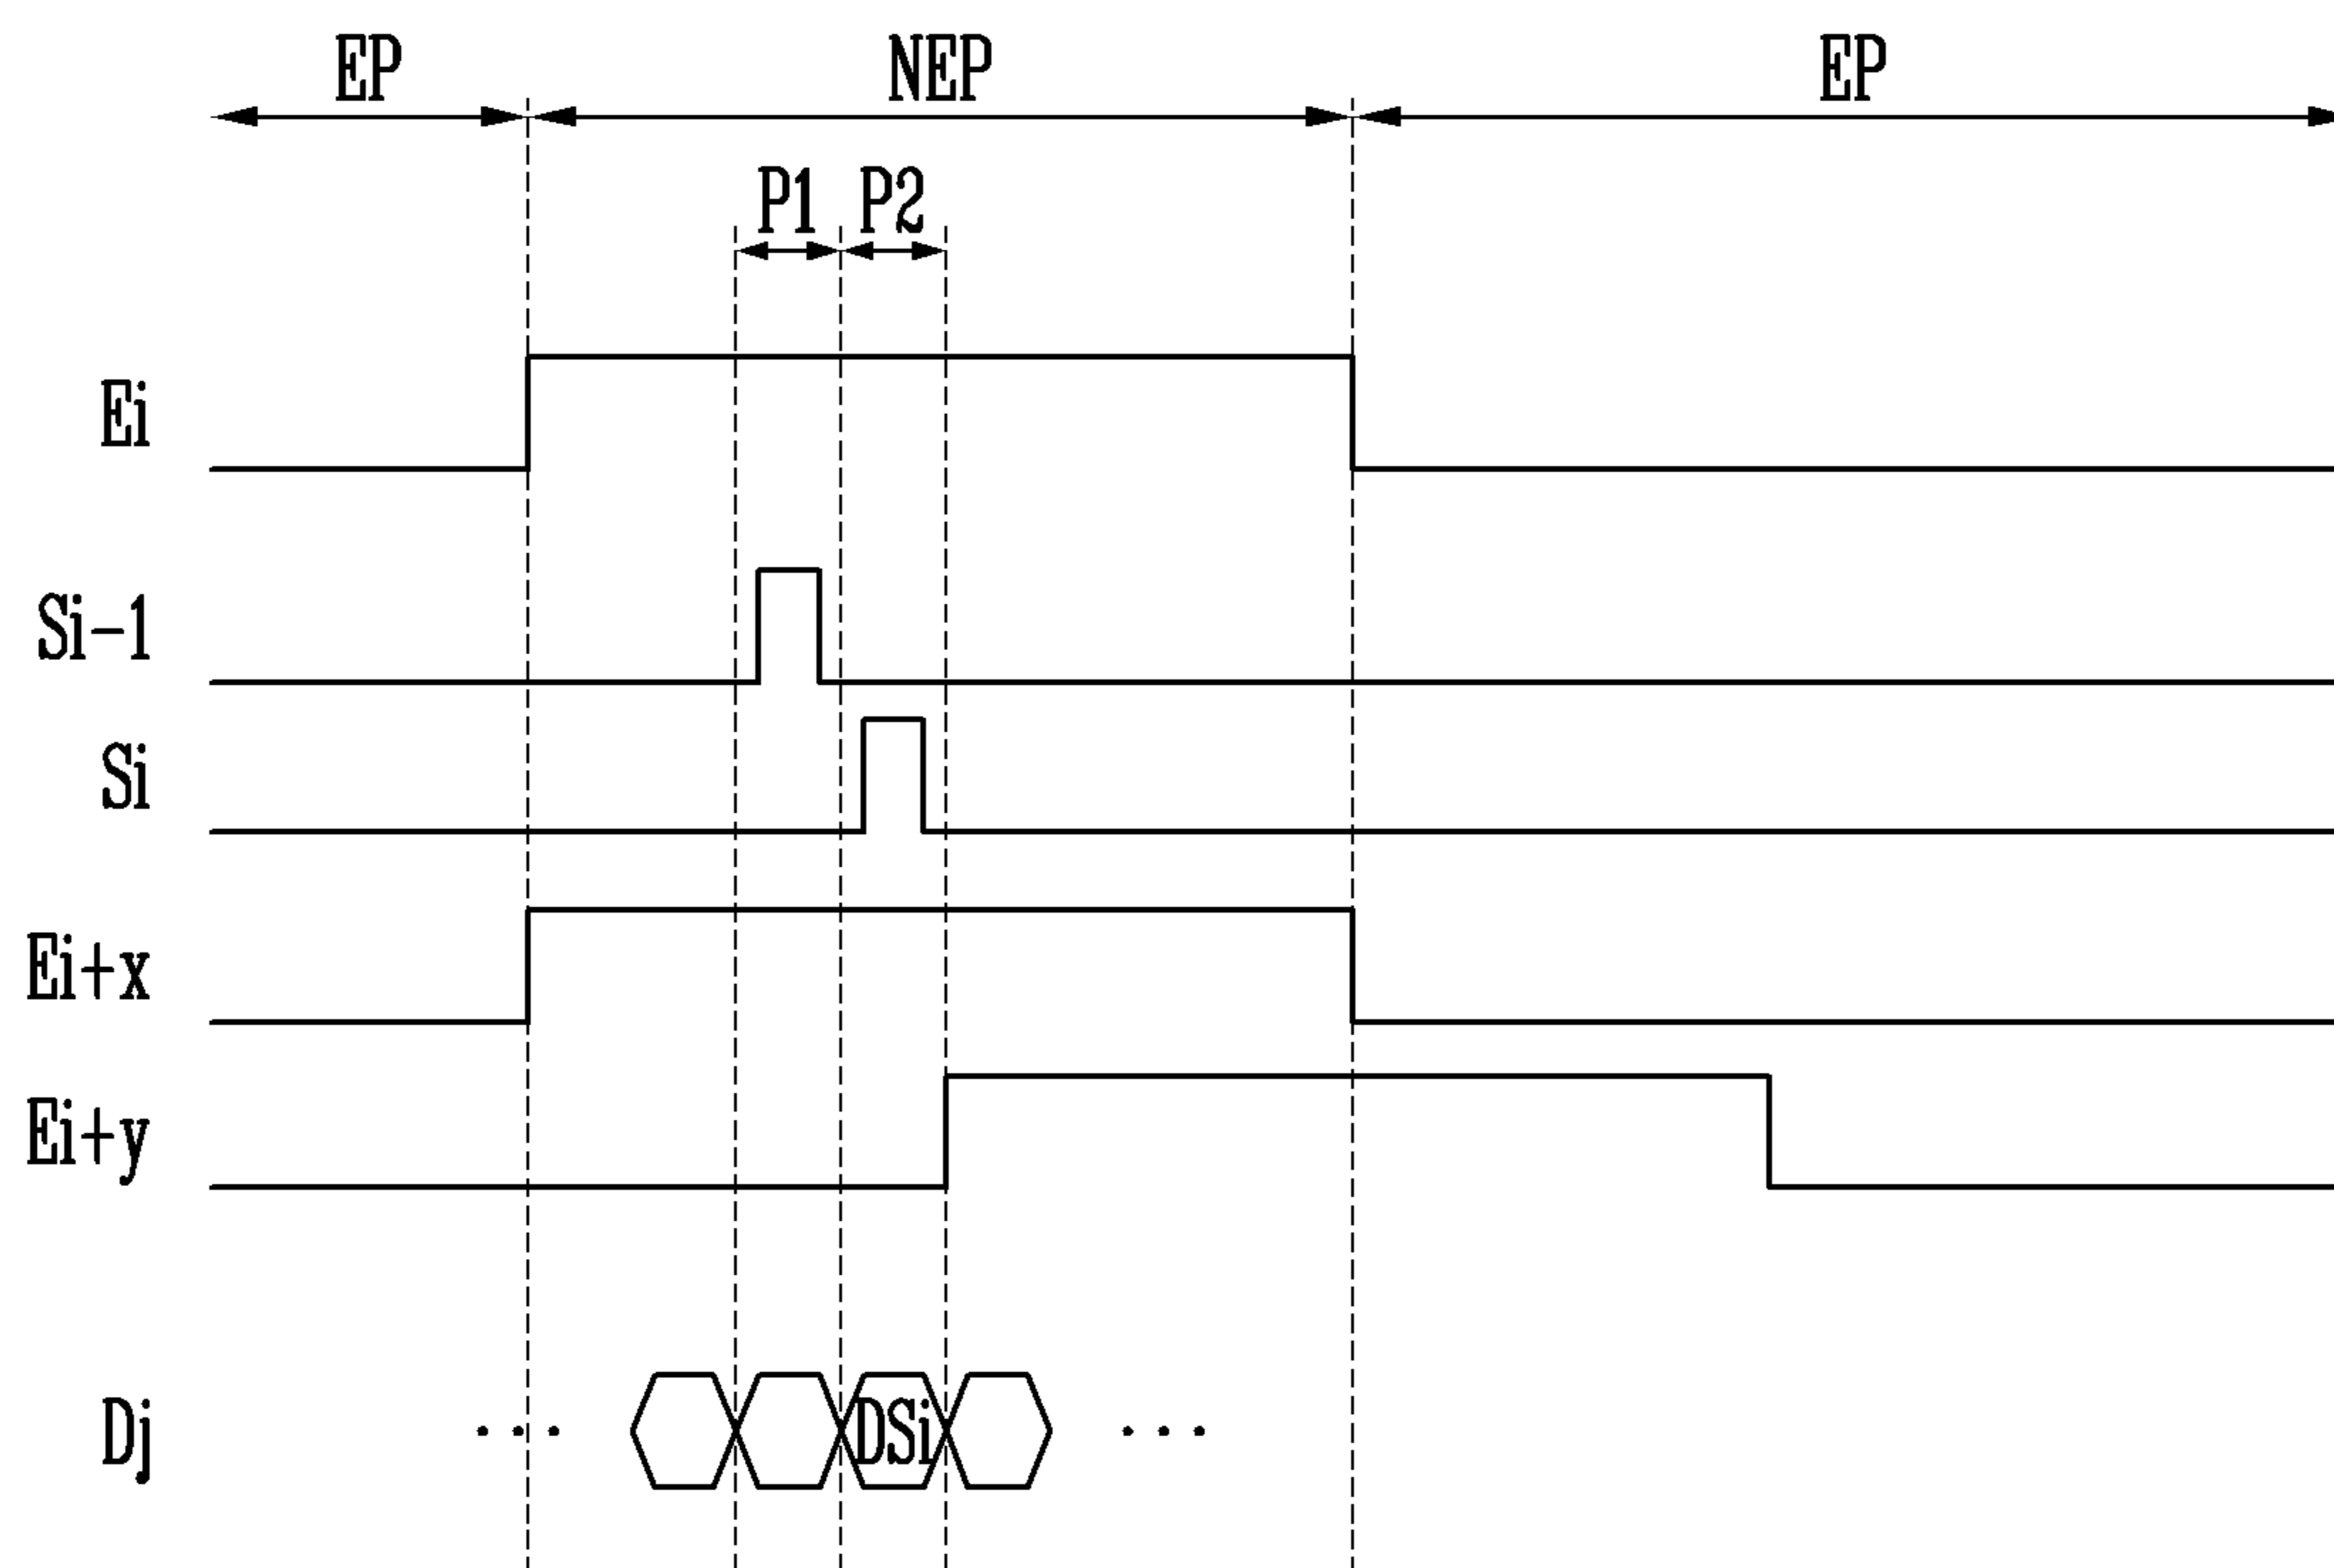 EP NEP EP
P1 P2
Ei
Si-1
Si
Ei+x
Ei+y
Dj ... DSi ...